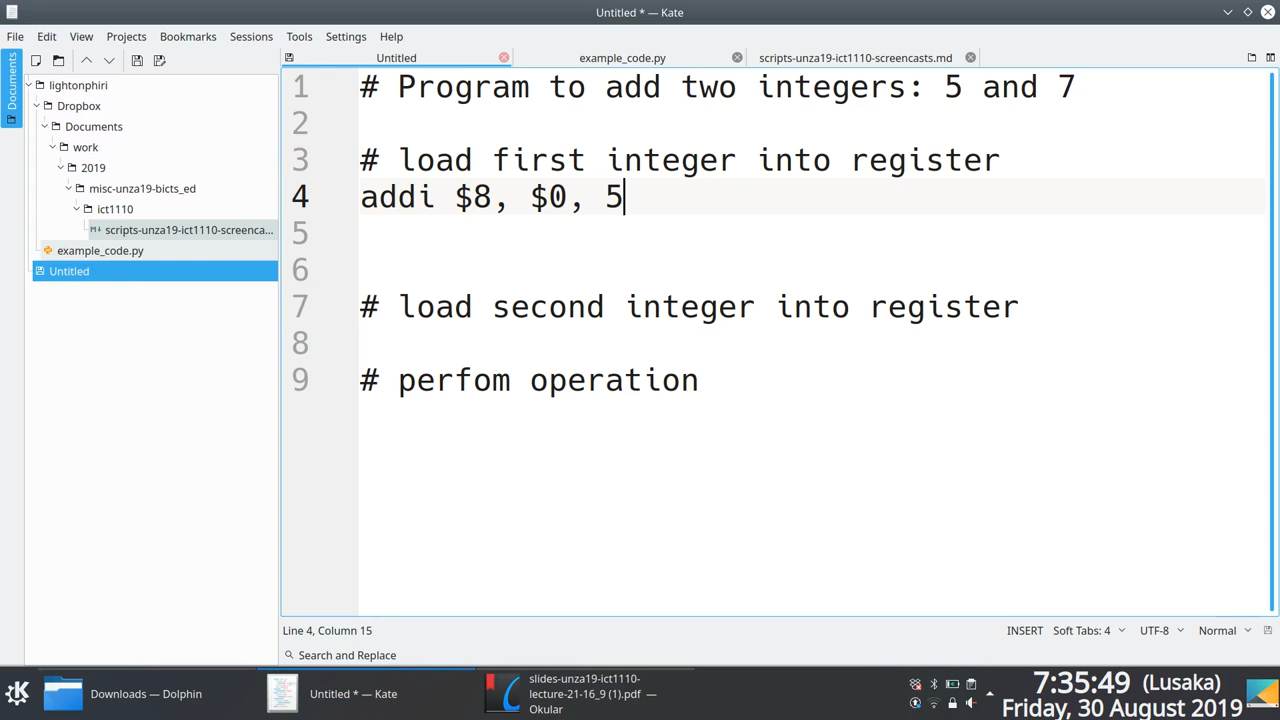 Untitled * — Kate
File Edit View Projects Bookmarks Sessions Tools Settings Help
Documents
Untitled example_code.py scripts-unza19-ict1110-screencasts.md
lightonphiri
Dropbox
Documents
work
2019
misc-unza19-bicts_ed
ict1110
scripts-unza19-ict1110-screenca...
example_code.py
Untitled
1 # Program to add two integers: 5 and 7
2
3 # load first integer into register
4 addi $8, $0, 5
5
6
7 # load second integer into register
8
9 # perfom operation
Line 4, Column 15 INSERT Soft Tabs: 4 UTF-8 Normal
Search and Replace
Downloads — Dolphin
Untitled * — Kate
slides-unza19-ict1110-
lecture-21-16_9 (1).pdf —
Okular
7:35:49 (Lusaka)
Friday, 30 August 2019